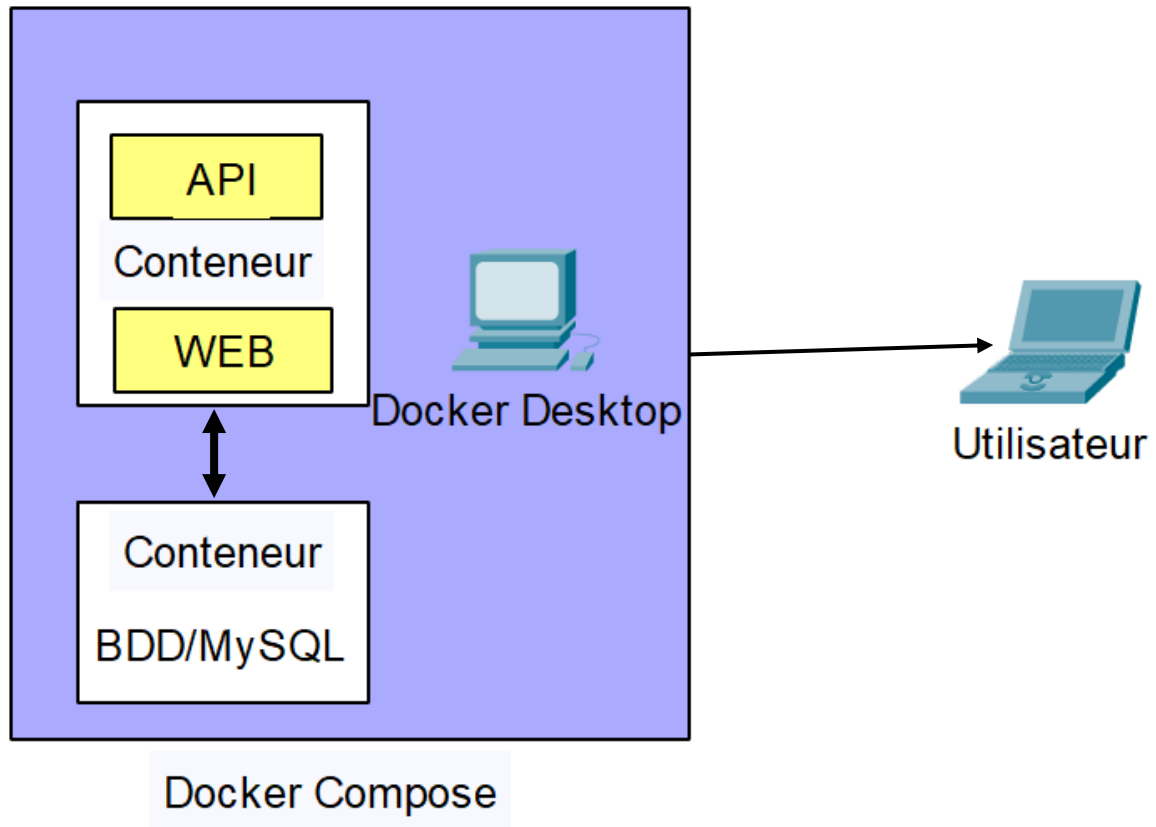 API
Conteneur
WEB
Docker Desktop
Utilisateur
Conteneur
BDD/MySQL
Docker Compose